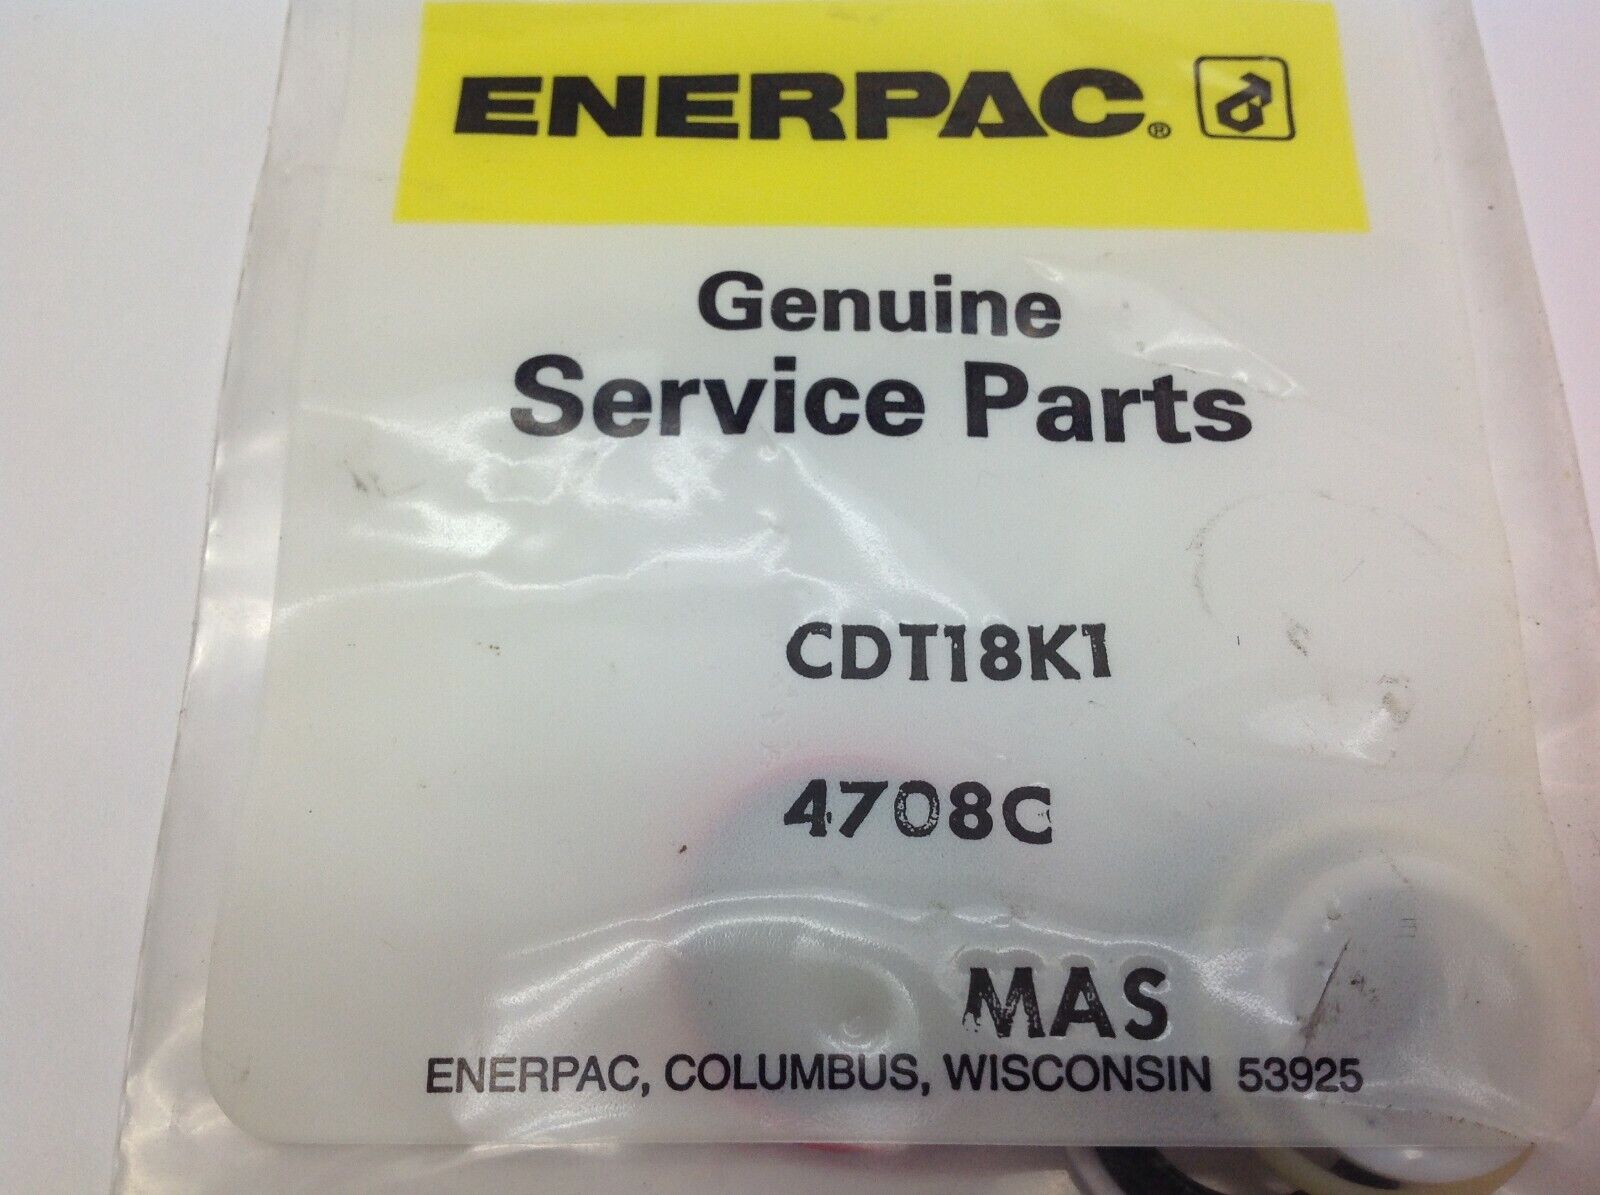 ENERPAC®
Genuine
Service Parts
CDT18K1
4708C
MAS
ENERPAC, COLUMBUS, WISCONSIN 53925